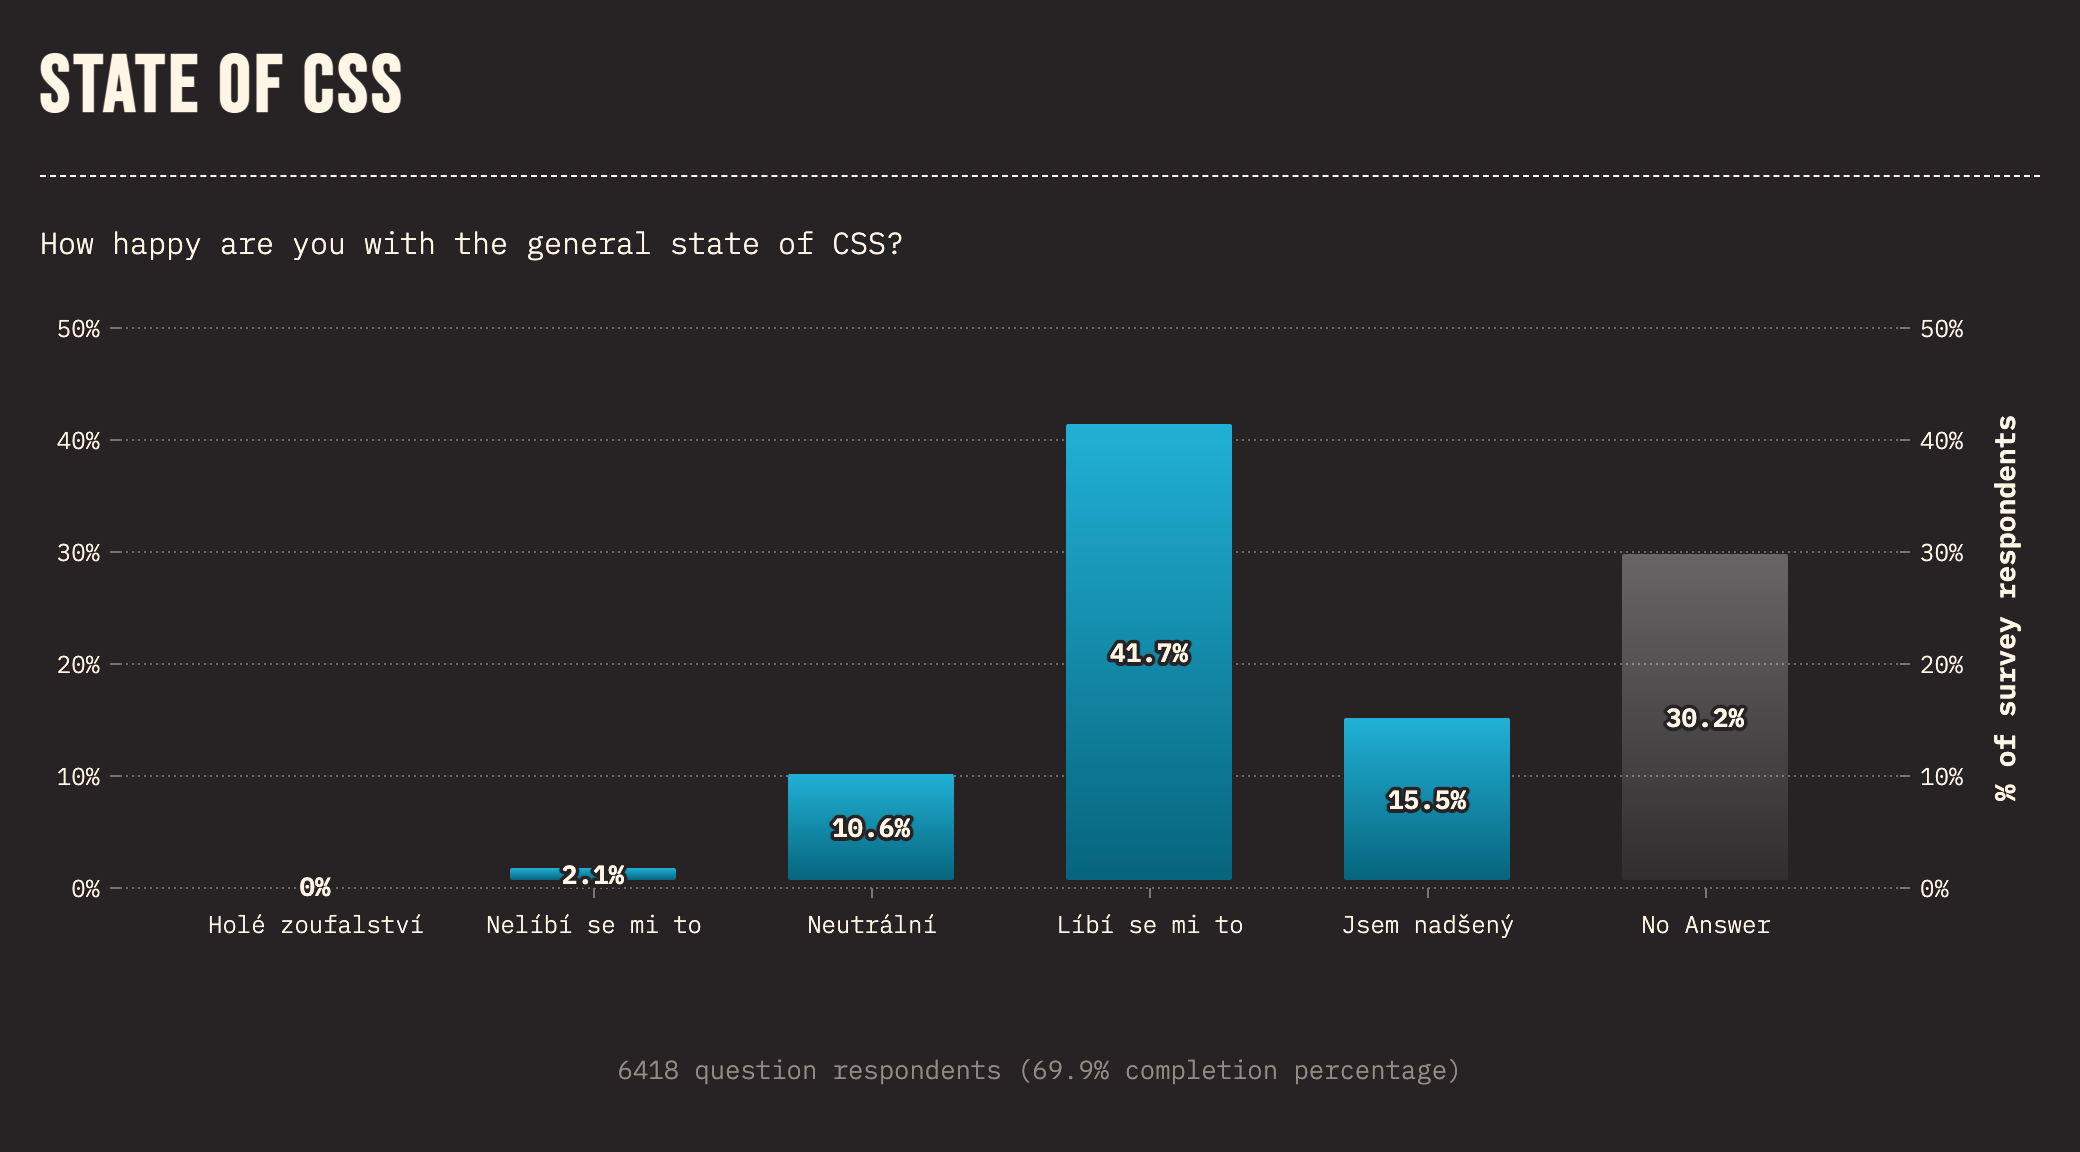 STATE OF CSS
How happy are you with the general state of CSS?
50% 50%
40% 40%
30% 30%
20% 20%
10% 10%
0% 0%
% of survey respondents
0% 2.1% 10.6% 41.7% 15.5% 30.2%
Holé zoufalství Nelíbí se mi to Neutrální Líbí se mi to Jsem nadšený No Answer
6418 question respondents (69.9% completion percentage)